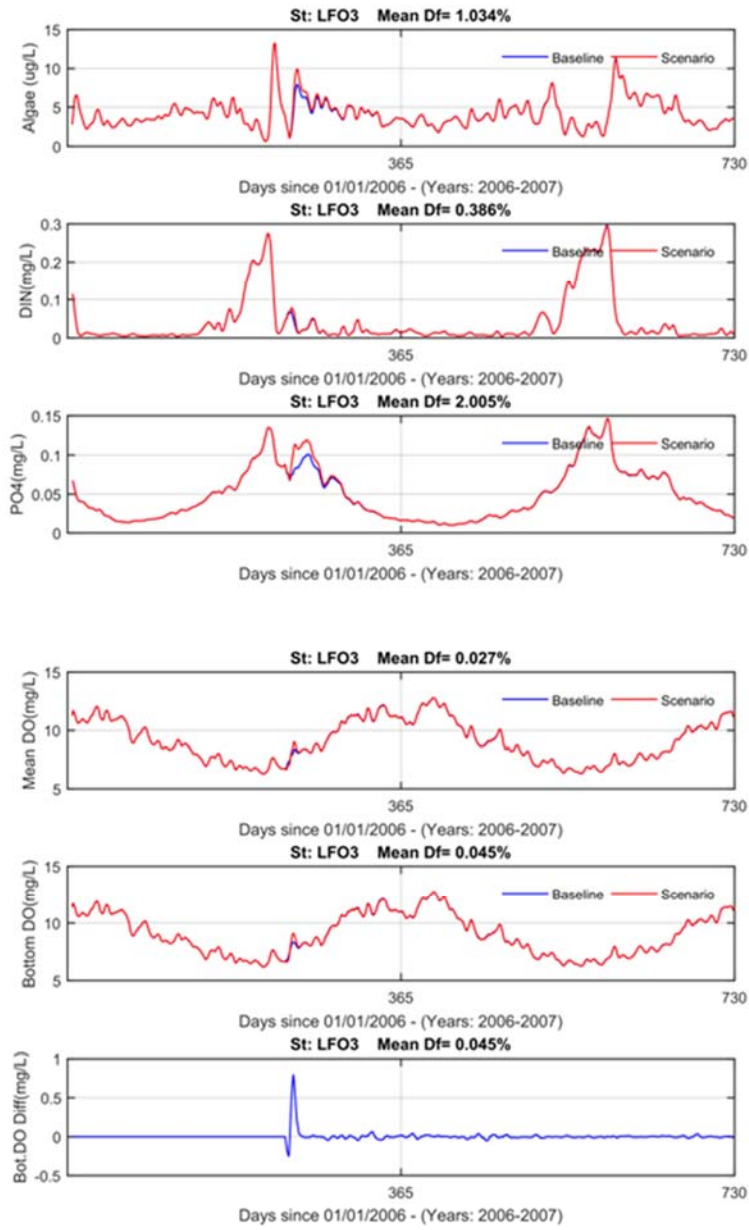 St: LFO3 Mean Df= 1.034%
15
10
5
0
Algae (ug/L)
Baseline Scenario
365 730
Days since 01/01/2006 - (Years: 2006-2007)
St: LFO3 Mean Df= 0.386%
0.3
0.2
0.1
0
DIN(mg/L)
Baseline Scenario
365 730
Days since 01/01/2006 - (Years: 2006-2007)
St: LFO3 Mean Df= 2.005%
0.15
0.1
0.05
0
PO4(mg/L)
Baseline Scenario
365 730
Days since 01/01/2006 - (Years: 2006-2007)
St: LFO3 Mean Df= 0.027%
15
10
5
Mean DO(mg/L)
Baseline Scenario
365 730
Days since 01/01/2006 - (Years: 2006-2007)
St: LFO3 Mean Df= 0.045%
15
10
5
Bottom DO(mg/L)
Baseline Scenario
365 730
Days since 01/01/2006 - (Years: 2006-2007)
St: LFO3 Mean Df= 0.045%
1
0.5
0
-0.5
Bot.DO Diff(mg/L)
365 730
Days since 01/01/2006 - (Years: 2006-2007)